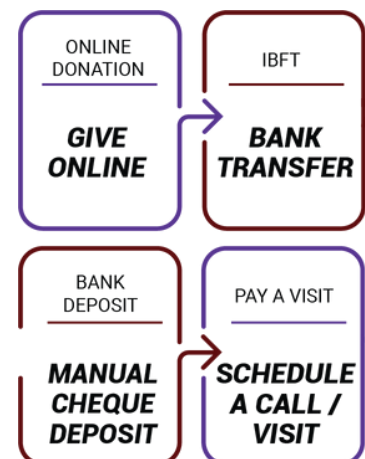 ONLINE
DONATION
GIVE
ONLINE
IBFT
BANK
TRANSFER
BANK
DEPOSIT
MANUAL
CHEQUE
DEPOSIT
PAY A VISIT
SCHEDULE
A CALL /
VISIT